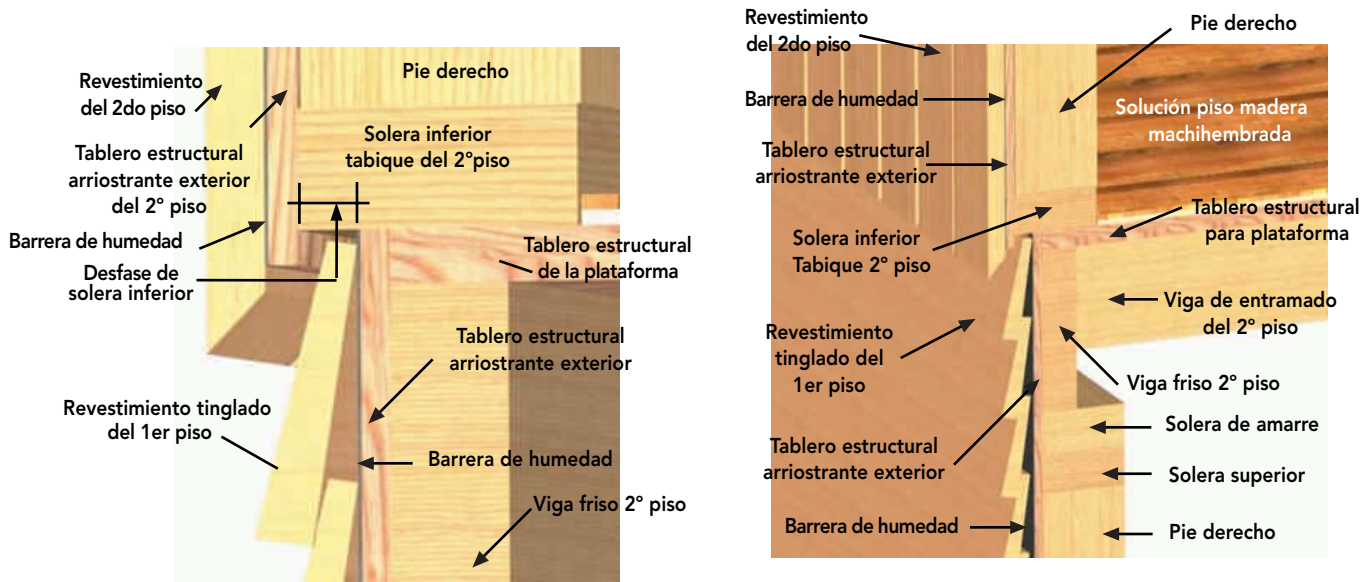 Revestimiento
del 2do piso
Pie derecho
Solera inferior
tabique del 2°piso
Tablero estructural
arriostrante exterior
del 2° piso
Barrera de humedad
Desfase de
solera inferior
Tablero estructural
de la plataforma
Tablero estructural
arriostrante exterior
Revestimiento tinglado
del 1er piso
Barrera de humedad
Viga friso 2° piso
Revestimiento
del 2do piso
Pie derecho
Barrera de humedad
Solución piso madera
machihembrada
Tablero estructural
arriostrante exterior
Tablero estructural
para plataforma
Solera inferior
Tabique 2° piso
Viga de entramado
del 2° piso
Revestimiento
tinglado del
1er piso
Viga friso 2° piso
Solera de amarre
Tablero estructural
arriostrante exterior
Solera superior
Barrera de humedad
Pie derecho